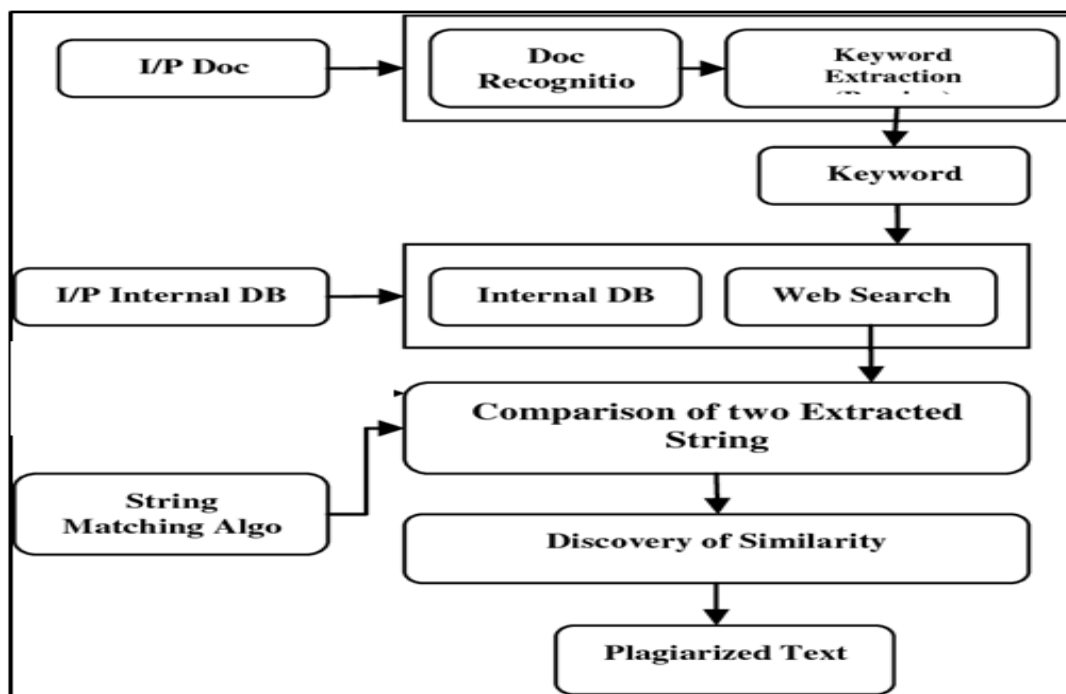 I/P Doc
Doc
Recognitio
Keyword
Extraction
Keyword
I/P Internal DB
Internal DB
Web Search
Comparison of two Extracted
String
String
Matching Algo
Discovery of Similarity
Plagiarized Text